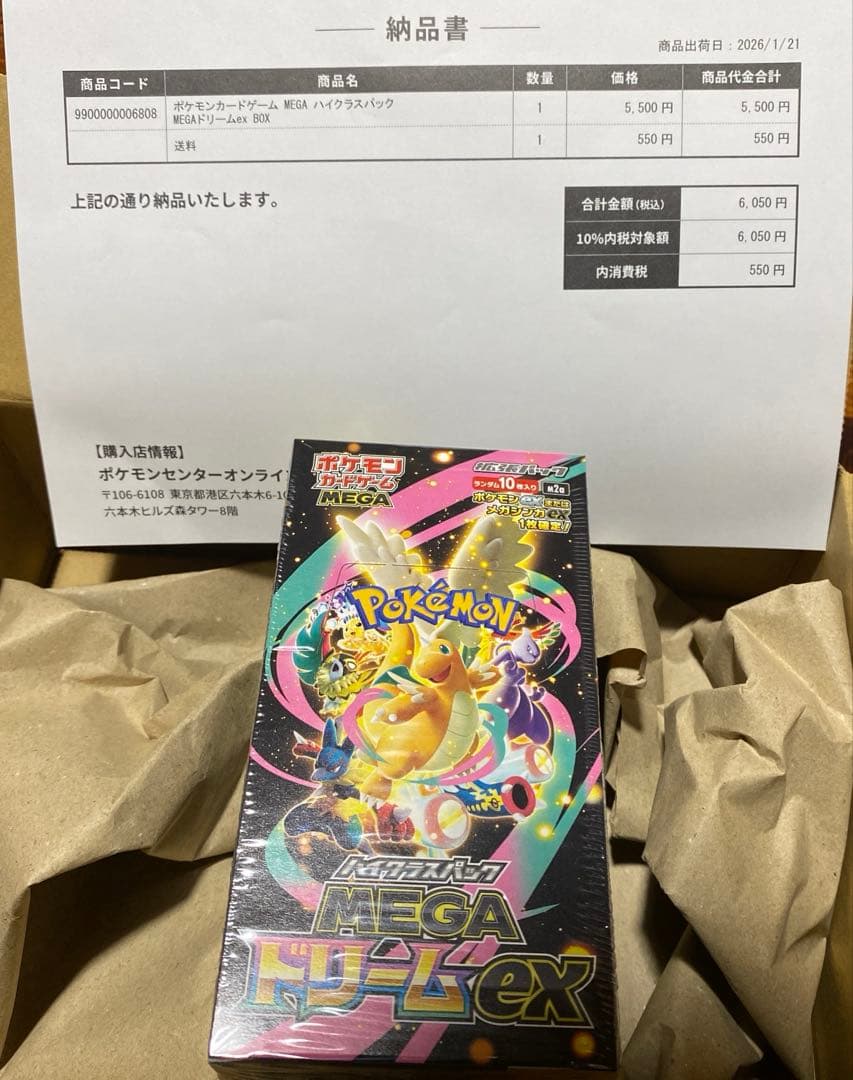 納品書
商品出荷日：2026/1/21
商品コード 商品名 数量 価格 商品代金合計
9900000006808 ポケモンカードゲーム MEGA ハイクラスパック 1 5,500 円 5,500 円
MEGAドリームex BOX
送料 1 550 円 550 円
上記の通り納品いたします。
合計金額(税込) 6,050 円
10%内税対象額 6,050 円
内消費税 550 円
【購入店情報】
ポケモンセンターオンライ
〒106-6108 東京都港区六本木6-10
六本木ヒルズ森タワー8階
ポケモン
カードゲーム
MEGA
拡張パック
ランダム10枚入り M2a
ポケモンexまたは
メガシンカex
1枚確定!
POKéMON
ハイクラスパック
MEGA
ドリームex